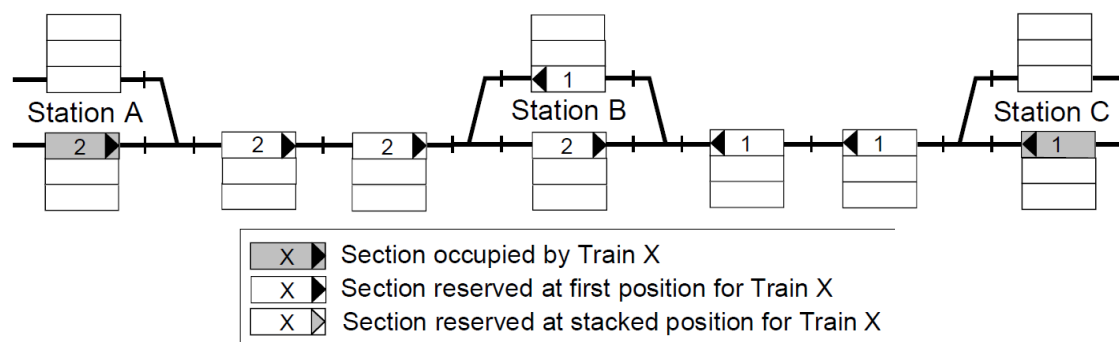 1
Station A Station B Station C
2 2 2 2 1 1 1
X Section occupied by Train X
X Section reserved at first position for Train X
X Section reserved at stacked position for Train X